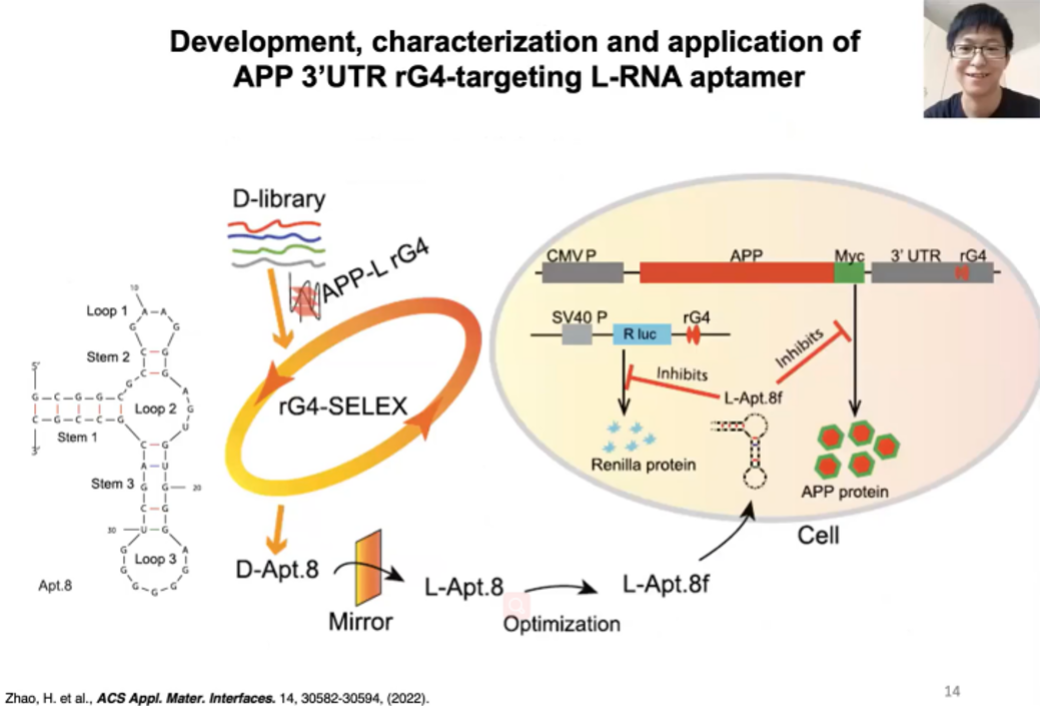 Development, characterization and application of
APP 3’UTR rG4-targeting L-RNA aptamer
D-library
APP-L rG4
rG4-SELEX
D-Apt.8
Mirror
L-Apt.8
Optimization
L-Apt.8f
10
Loop 1
A A
G G
Stem 2
C G
C G
G
A
G
U
5'
G C G G C
C G C C G
3'
Stem 1
Loop 2
C G
A U
Stem 3
G G
20
C G
30
U G
G A
G G
G G
G G G
Loop 3
Apt.8
CMV P
APP
Myc
3’ UTR
rG4
SV40 P
R luc
rG4
Inhibits
Inhibits
L-Apt.8f
Renilla protein
APP protein
Cell
Zhao, H. et al., ACS Appl. Mater. Interfaces. 14, 30582-30594, (2022).
14